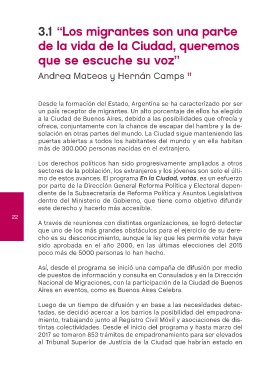 3.1 “Los migrantes son una parte
de la vida de la Ciudad, queremos
que se escuche su voz”
Andrea Mateos y Hernán Camps 11
Desde la formación del Estado, Argentina se ha caracterizado por ser
un país receptor de migrantes. Un alto porcentaje de ellos ha elegido
a la Ciudad de Buenos Aires, debido a las posibilidades que ofrecía y
ofrece, conjuntamente con la chance de escapar del hambre y la de-
solación en otras partes del mundo. La Ciudad sigue manteniendo las
puertas abiertas a todos los habitantes del mundo y en ella habitan
más de 300.000 personas nacidas en el extranjero.
Los derechos políticos han sido progresivamente ampliados a otros
sectores de la población, los extranjeros y los jóvenes son solo el últi-
mo de estos avances. El programa En la Ciudad, votás, es un esfuerzo
por parte de la Dirección General Reforma Política y Electoral depen-
diente de la Subsecretaría de Reforma Política y Asuntos Legislativos
dentro del Ministerio de Gobierno, que tiene como objetivo difundir
este derecho y hacerlo más accesible.
22
A través de reuniones con distintas organizaciones, se logró detectar
que uno de los más grandes obstáculos para el ejercicio de su dere-
cho es su desconocimiento, aunque la ley que les permite votar haya
sido aprobada en el año 2000, en las últimas elecciones del 2015
poco más de 5000 personas lo han hecho.
Así, desde el programa se inició una campaña de difusión por medio
de puestos de información y consulta en Consulados y en la Dirección
Nacional de Migraciones, con la participación de la Ciudad de Buenos
Aires en eventos, como es Buenos Aires Celebra.
Luego de un tiempo de difusión y en base a las necesidades detec-
tadas, se decidió acercar a los barrios la posibilidad del empadrona-
miento, trabajando junto al Registro Civil Móvil y asociaciones de dis-
tintas colectividades. Desde el inicio del programa y hasta marzo del
2017 se tomaron 853 trámites de empadronamiento para ser elevados
al Tribunal Superior de Justicia de la Ciudad que habrían estado en